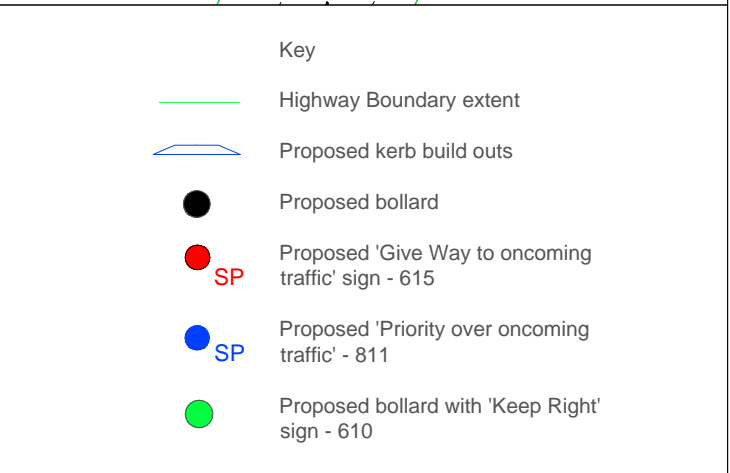 Key
Highway Boundary extent
Proposed kerb build outs
Proposed bollard
Proposed 'Give Way to oncoming
traffic' sign - 615
SP
Proposed 'Priority over oncoming
traffic' - 811
SP
Proposed bollard with 'Keep Right'
sign - 610